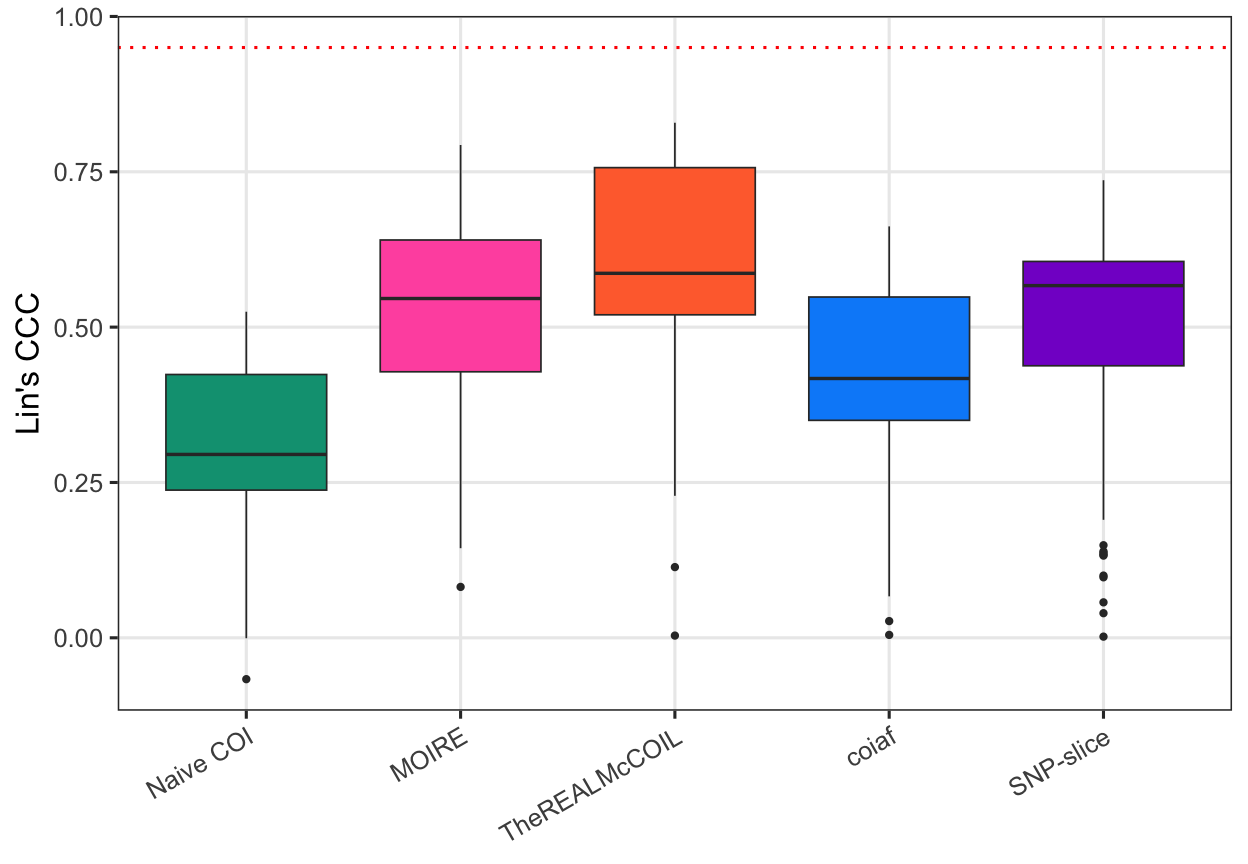 Lin's CCC
1.00
0.75
0.50
0.25
0.00
Naive COI
MOIRE
TheREALMcCOIL
coiaf
SNP-slice